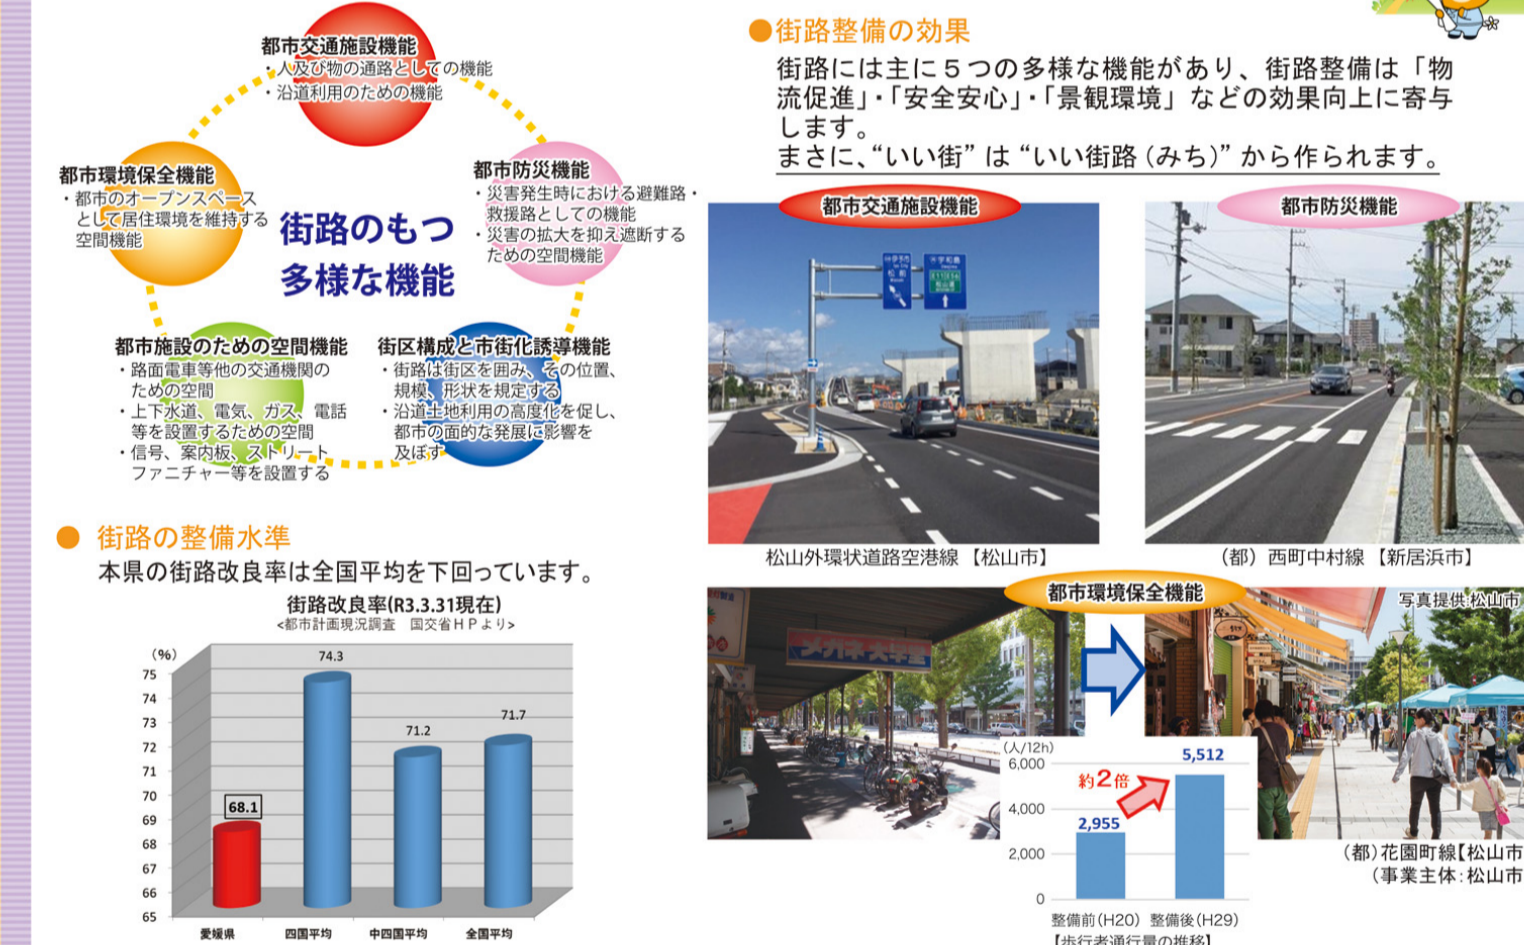 都市交通施設機能
・人及び物の通路としての機能
・沿道利用のための機能
都市環境保全機能
・都市のオープンスペース
として居住環境を維持する
空間機能
都市防災機能
・災害発生時における避難路・
救援路としての機能
・災害の拡大を抑え遮断する
ための空間機能
街路のもつ
多様な機能
都市施設のための空間機能
・路面電車等他の交通機関の
ための空間
・上下水道、電気、ガス、電話
等を設置するための空間
・信号、案内板、ストリート
ファニチャー等を設置する
街区構成と市街化誘導機能
・街路は街区を囲み、その位置、
規模、形状を規定する
・沿道土地利用の高度化を促し、
都市の面的な発展に影響を
及ぼす
● 街路の整備水準
本県の街路改良率は全国平均を下回っています。
街路改良率(R3.3.31現在)
<都市計画現況調査　国交省ＨＰより>
(%)
75
74
73
72
71
70
69
68
67
66
65
68.1
74.3
71.2
71.7
愛媛県
四国平均
中四国平均
全国平均
●街路整備の効果
街路には主に５つの多様な機能があり、街路整備は「物
流促進」・「安全安心」・「景観環境」などの効果向上に寄与
します。
まさに、“いい街” は “いい街路（みち）” から作られます。
都市交通施設機能
松前
宇和島
松山外環状道路空港線 【松山市】
都市防災機能
（都）西町中村線 【新居浜市】
都市環境保全機能
写真提供:松山市
メガネ大学堂
(人/12h)
6,000
4,000
2,000
0
2,955
約2倍
5,512
整備前(H20)
整備後(H29)
【歩行者通行量の推移】
（都）花園町線【松山市
（事業主体：松山市